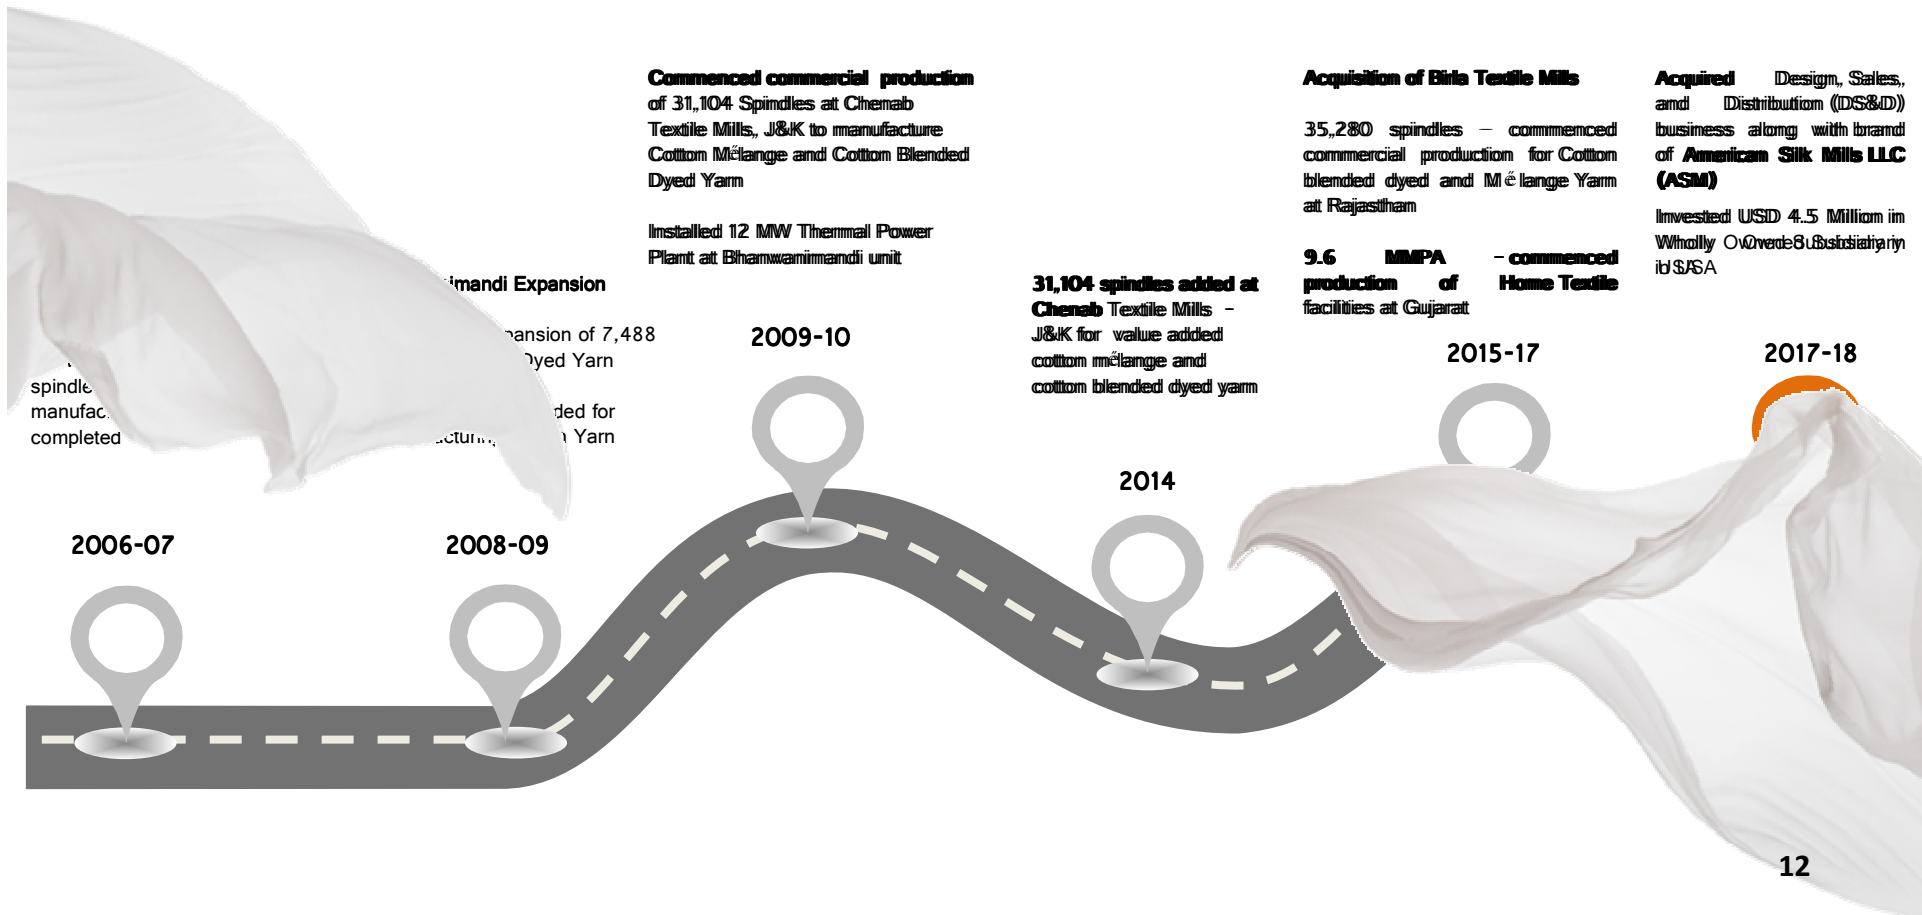 Commenced commercial production
of 31,104 Spindles at Chenab
Textile Mills, J&K to manufacture
Cotton Mélange and Cotton Blended
Dyed Yarn
Installed 12 MW Thermal Power
Plant at Bhawanimandi unit
2009-10
Acquisition of Birla Textile Mills
35,280 spindles – commenced
commercial production for Cotton
blended dyed and Mélange Yarn
at Rajasthan
9.6 MMPA – commenced
production of Home Textile
facilities at Gujarat
2015-17
Acquired Design, Sales,
and Distribution (DS&D)
business along with brand
of American Silk Mills LLC
(ASM)
Invested USD 4.5 Million in
Wholly Owned Subsidiary
in USA
2017-18
Expansion
of 7,488
Yarn
completed
for
Yarn
31,104 spindles added at
Chenab Textile Mills –
J&K for value added
cotton mélange and
cotton blended dyed yarn
2014
2006-07
2008-09
12